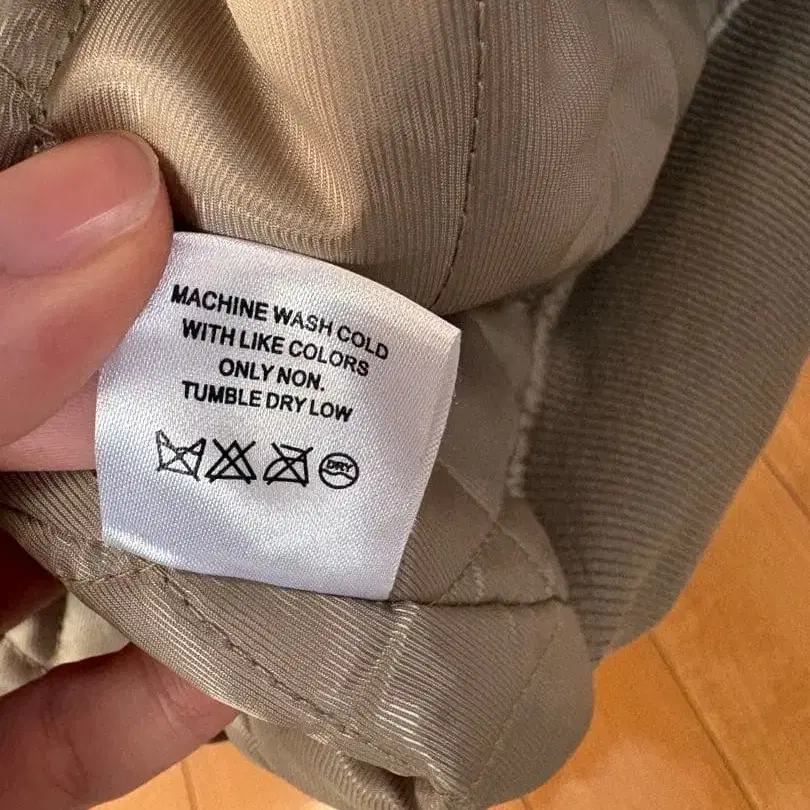 MACHINE WASH COLD
WITH LIKE COLORS
ONLY NON.
TUMBLE DRY LOW
DRY